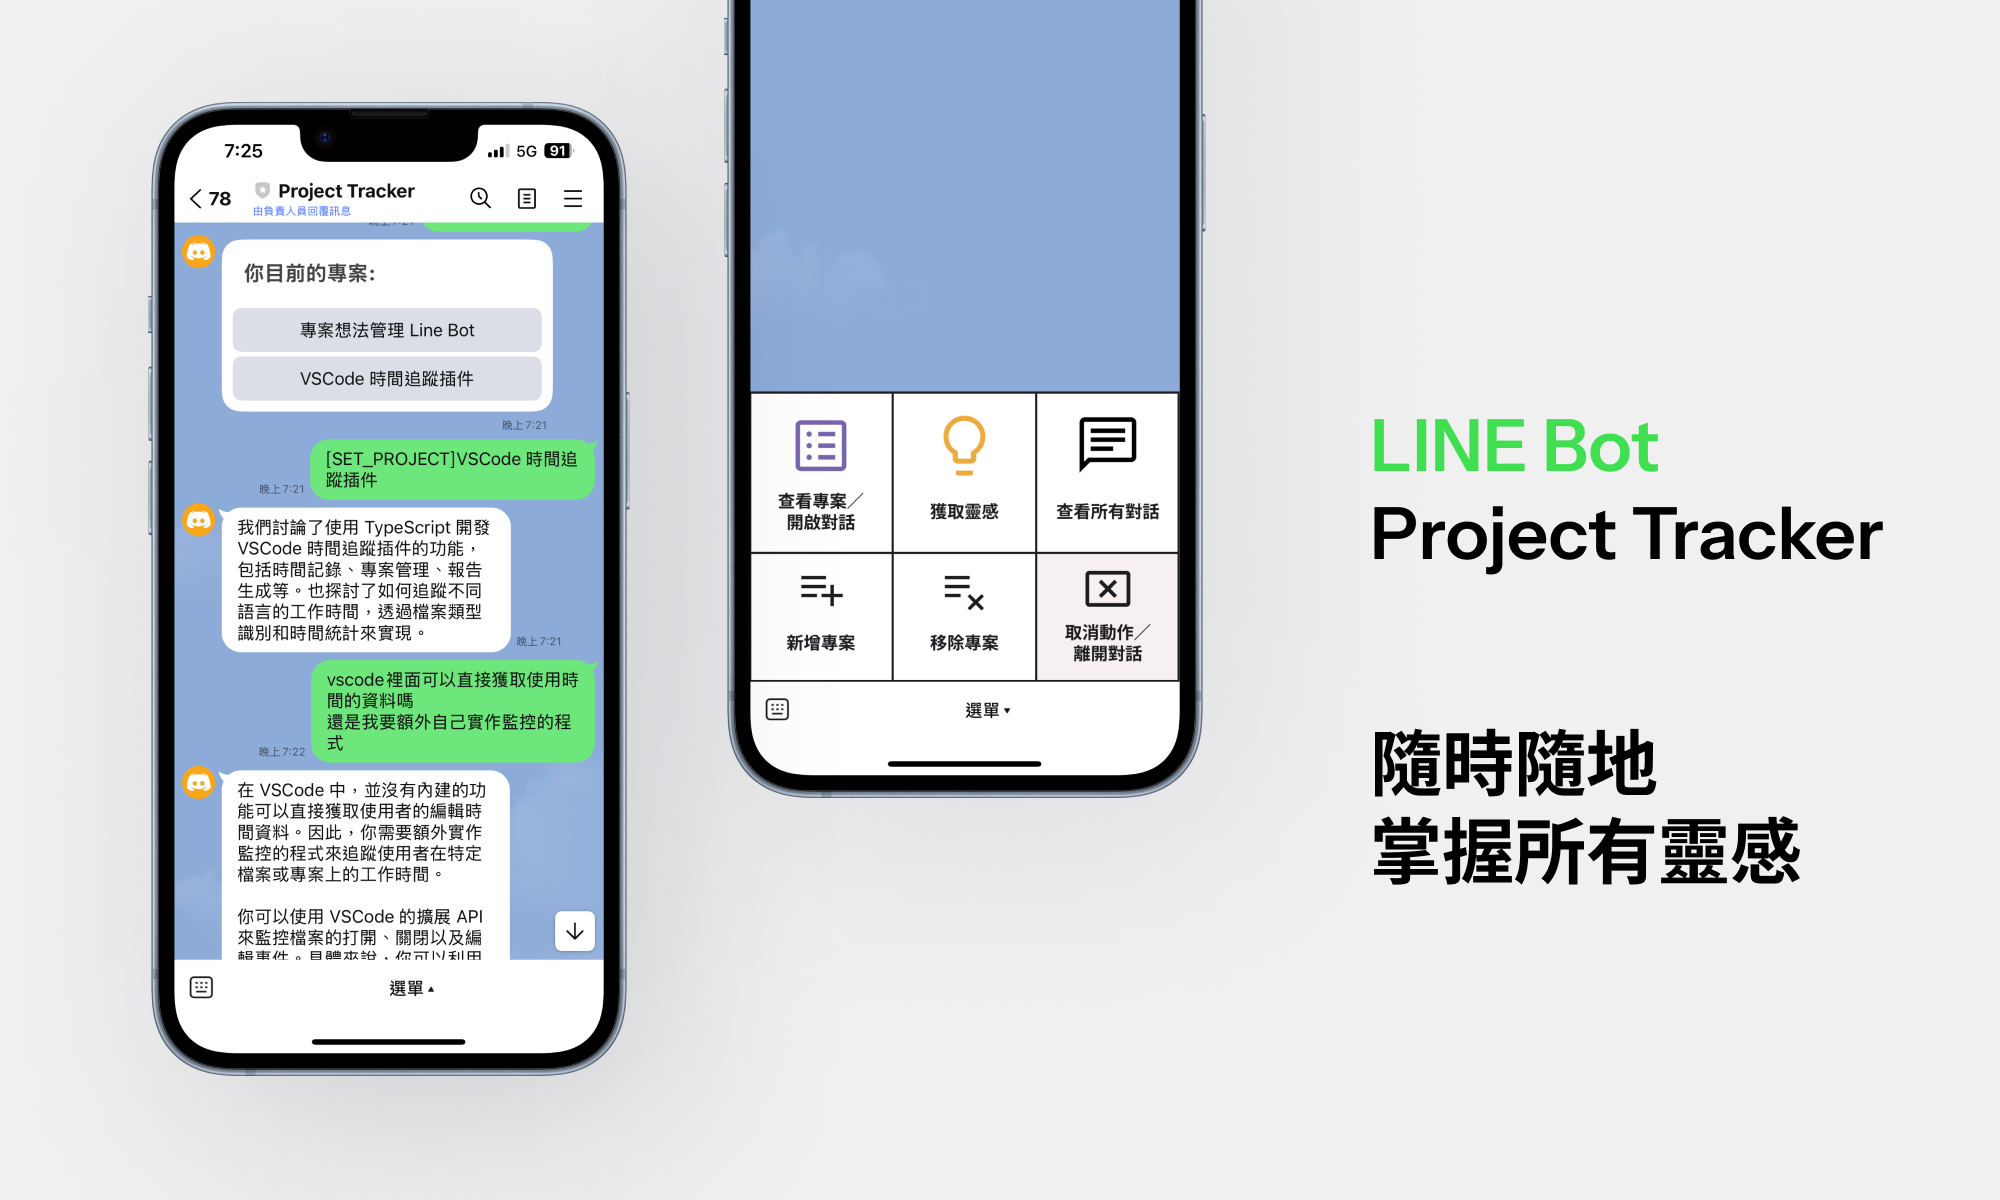 7:25
5G 91
78
Project Tracker
由負責人員回覆訊息
你目前的專案:
專案想法管理 Line Bot
VSCode 時間追蹤插件
晚上7:21
[SET_PROJECT]VSCode 時間追
蹤插件
晚上7:21
我們討論了使用 TypeScript 開發
VSCode 時間追蹤插件的功能，
包括時間記錄、專案管理、報告
生成等。也探討了如何追蹤不同
語言的工作時間，透過檔案類型
識別和時間統計來實現。
晚上7:21
vscode裡面可以直接獲取使用時
間的資料嗎
還是我要額外自己實作監控的程
式
晚上7:22
在 VSCode 中，並沒有內建的功
能可以直接獲取使用者的編輯時
間資料。因此，你需要額外實作
監控的程式來追蹤使用者在特定
檔案或專案上的工作時間。
你可以使用 VSCode 的擴展 API
來監控檔案的打開、關閉以及編
輯事件。具體來說，你可以利用
選單▲
查看專案／
開啟對話
獲取靈感
查看所有對話
新增專案
移除專案
取消動作／
離開對話
選單▼
LINE Bot
Project Tracker
隨時隨地
掌握所有靈感